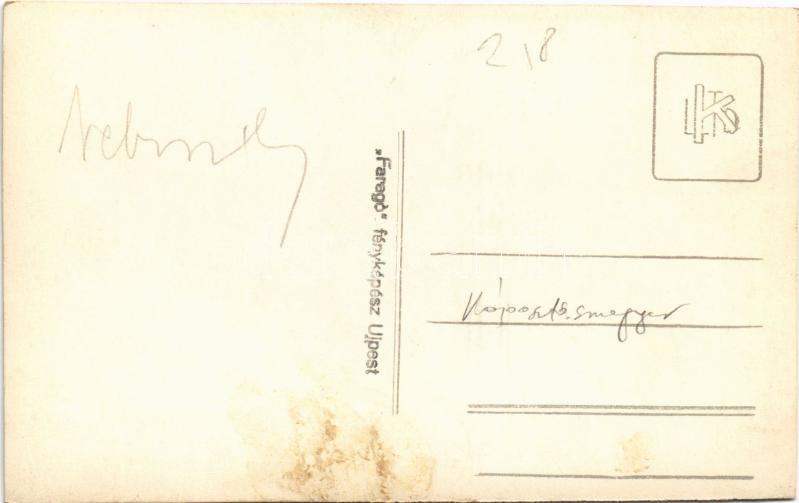 218
"Faragó" fényképész Ujpest
Káposztásmegyer